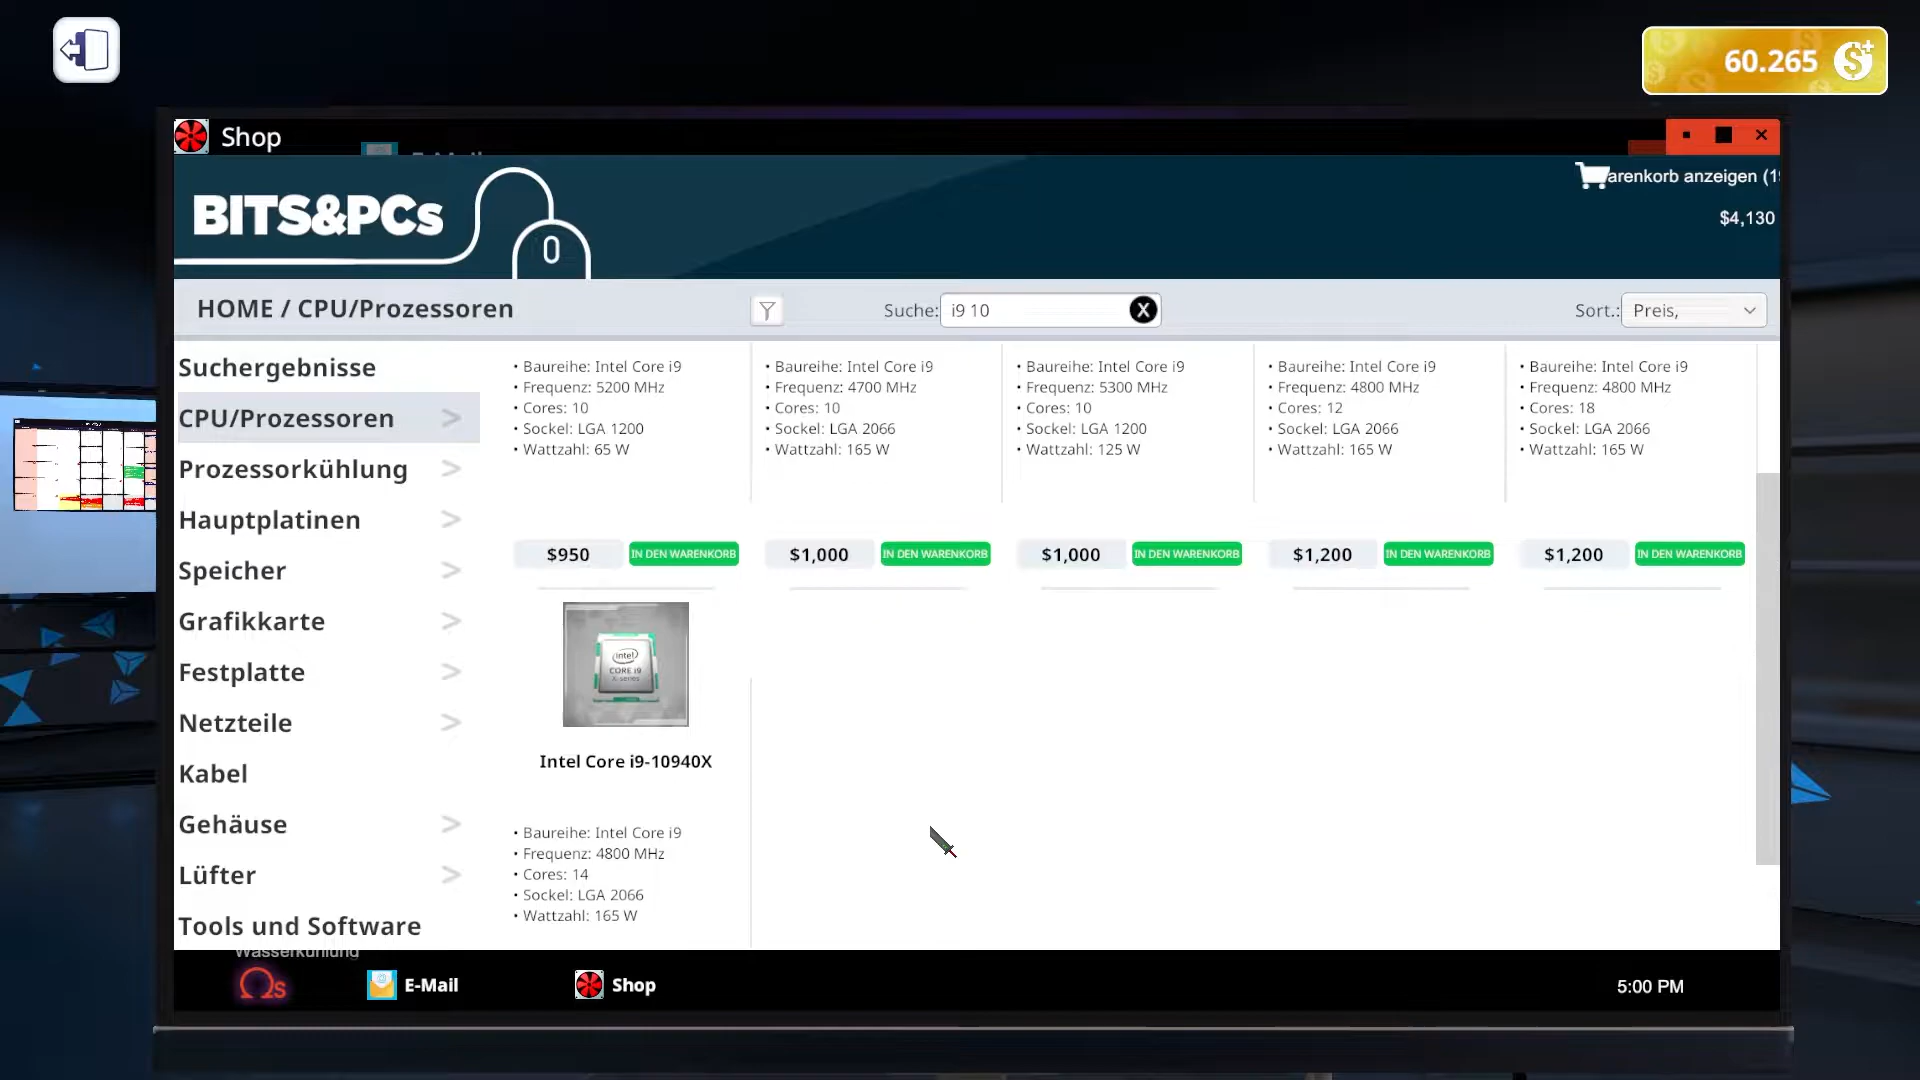 60.265
Shop
BITS&PCs
arenkorb anzeigen (1
$4,130
HOME / CPU/Prozessoren
Suche:
i9 10
X
Sort.:
Preis,
Suchergebnisse
CPU/Prozessoren
Prozessorkühlung
Hauptplatinen
Speicher
Grafikkarte
Festplatte
Netzteile
Kabel
Gehäuse
Lüfter
Tools und Software
• Baureihe: Intel Core i9
• Frequenz: 5200 MHz
• Cores: 10
• Sockel: LGA 1200
• Wattzahl: 65 W
$950
IN DEN WARENKORB
• Baureihe: Intel Core i9
• Frequenz: 4700 MHz
• Cores: 10
• Sockel: LGA 2066
• Wattzahl: 165 W
$1,000
IN DEN WARENKORB
• Baureihe: Intel Core i9
• Frequenz: 5300 MHz
• Cores: 10
• Sockel: LGA 1200
• Wattzahl: 125 W
$1,000
IN DEN WARENKORB
• Baureihe: Intel Core i9
• Frequenz: 4800 MHz
• Cores: 12
• Sockel: LGA 2066
• Wattzahl: 165 W
$1,200
IN DEN WARENKORB
• Baureihe: Intel Core i9
• Frequenz: 4800 MHz
• Cores: 18
• Sockel: LGA 2066
• Wattzahl: 165 W
$1,200
IN DEN WARENKORB
intel
CORE i9
X-series
Intel Core i9-10940X
• Baureihe: Intel Core i9
• Frequenz: 4800 MHz
• Cores: 14
• Sockel: LGA 2066
• Wattzahl: 165 W
Wasserkühlung
Ωs
E-Mail
Shop
5:00 PM